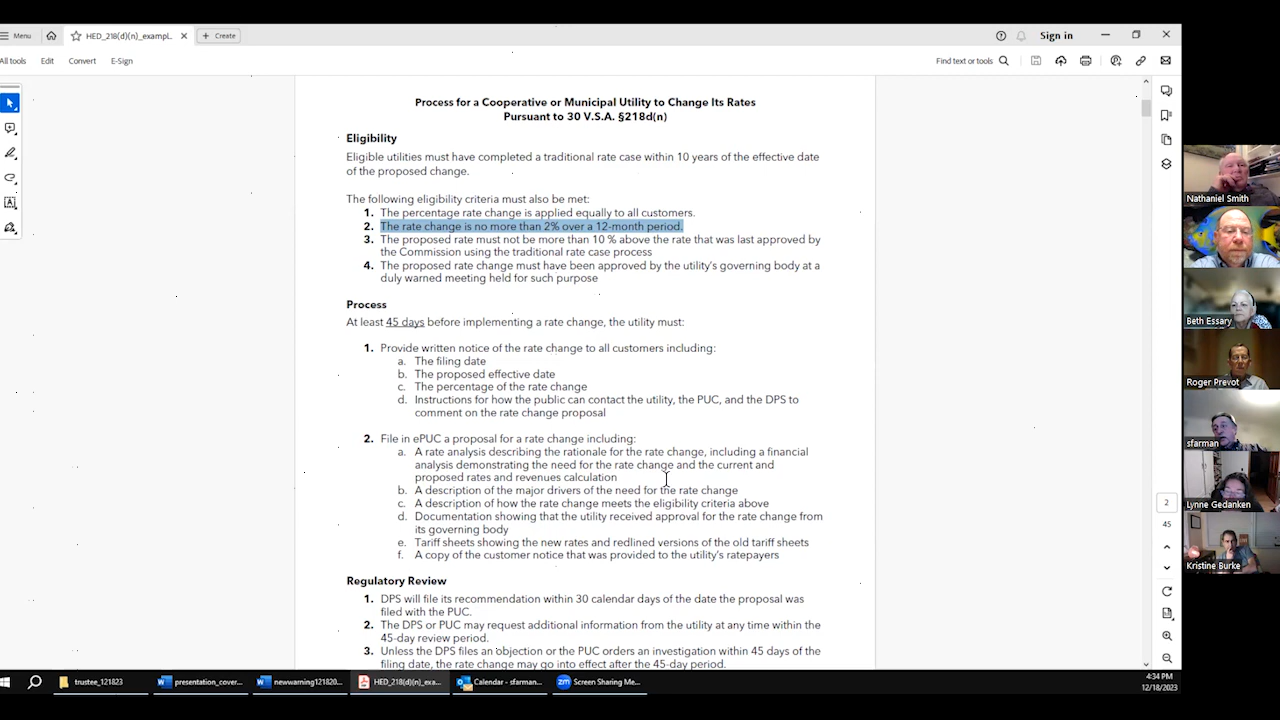 Menu
HED_218(d)(n)_exampl...
Create
Sign in
All tools
Edit
Convert
E-Sign
Find text or tools
Process for a Cooperative or Municipal Utility to Change Its Rates
Pursuant to 30 V.S.A. §218d(n)
Eligibility
Eligible utilities must have completed a traditional rate case within 10 years of the effective date
of the proposed change.
The following eligibility criteria must also be met:
1. The percentage rate change is applied equally to all customers.
2. The rate change is no more than 2% over a 12-month period.
3. The proposed rate must not be more than 10 % above the rate that was last approved by
the Commission using the traditional rate case process
4. The proposed rate change must have been approved by the utility's governing body at a
duly warned meeting held for such purpose
Process
At least 45 days before implementing a rate change, the utility must:
1. Provide written notice of the rate change to all customers including:
a. The filing date
b. The proposed effective date
c. The percentage of the rate change
d. Instructions for how the public can contact the utility, the PUC, and the DPS to
comment on the rate change proposal
2. File in ePUC a proposal for a rate change including:
a. A rate analysis describing the rationale for the rate change, including a financial
analysis demonstrating the need for the rate change and the current and
proposed rates and revenues calculation
b. A description of the major drivers of the need for the rate change
c. A description of how the rate change meets the eligibility criteria above
d. Documentation showing that the utility received approval for the rate change from
its governing body
e. Tariff sheets showing the new rates and redlined versions of the old tariff sheets
f. A copy of the customer notice that was provided to the utility's ratepayers
Regulatory Review
1. DPS will file its recommendation within 30 calendar days of the date the proposal was
filed with the PUC.
2. The DPS or PUC may request additional information from the utility at any time within the
45-day review period.
3. Unless the DPS files an objection or the PUC orders an investigation within 45 days of the
filing date, the rate change may go into effect after the 45-day period.
2
45
Nathaniel Smith
Beth Essary
Roger Prevot
sfarman
Lynne Gedanken
Kristine Burke
trustee_121823
presentation_cover...
newwarning121820...
HED_218(d)(n)_exa...
Calendar - sfarman...
Screen Sharing Me...
4:34 PM
12/18/2023